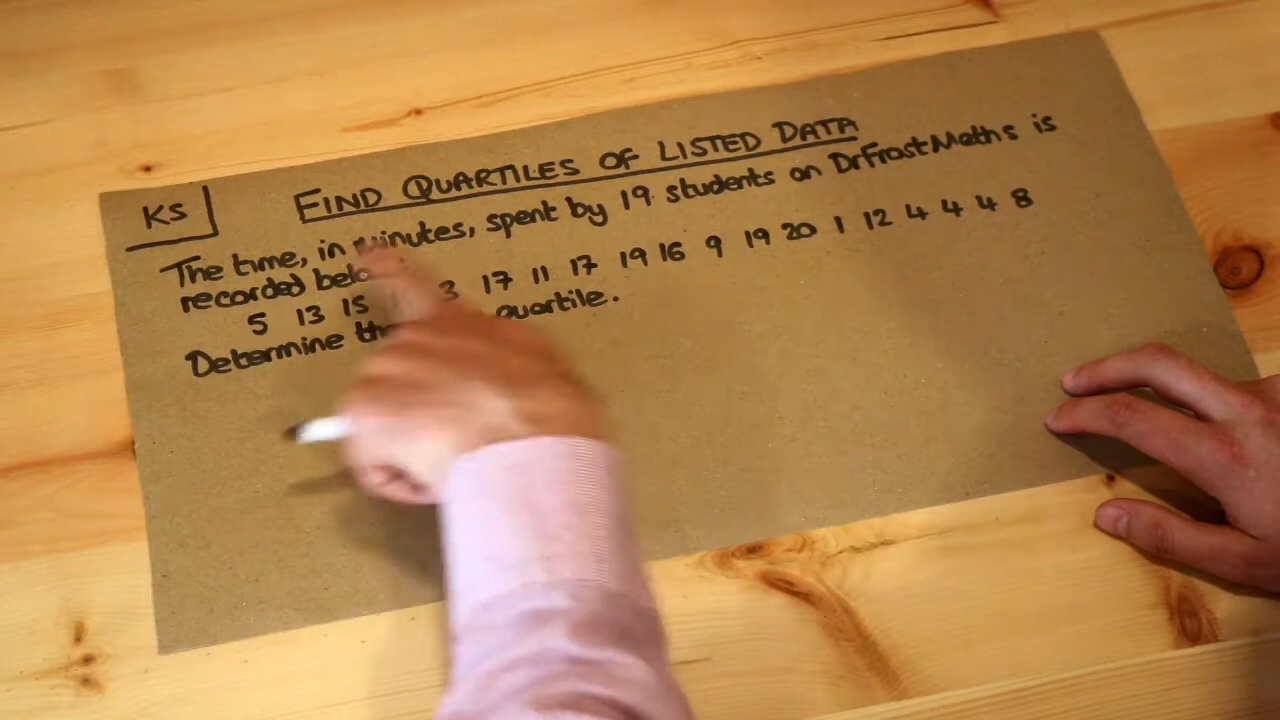 KS
FIND QUARTILES OF LISTED DATA
The time, in minutes, spent by 19 students on DrFrostMaths is
recorded
5 13 15 3 17 11 17 19 16 9 19 20 1 12 4 4 4 8
Determine quartile.